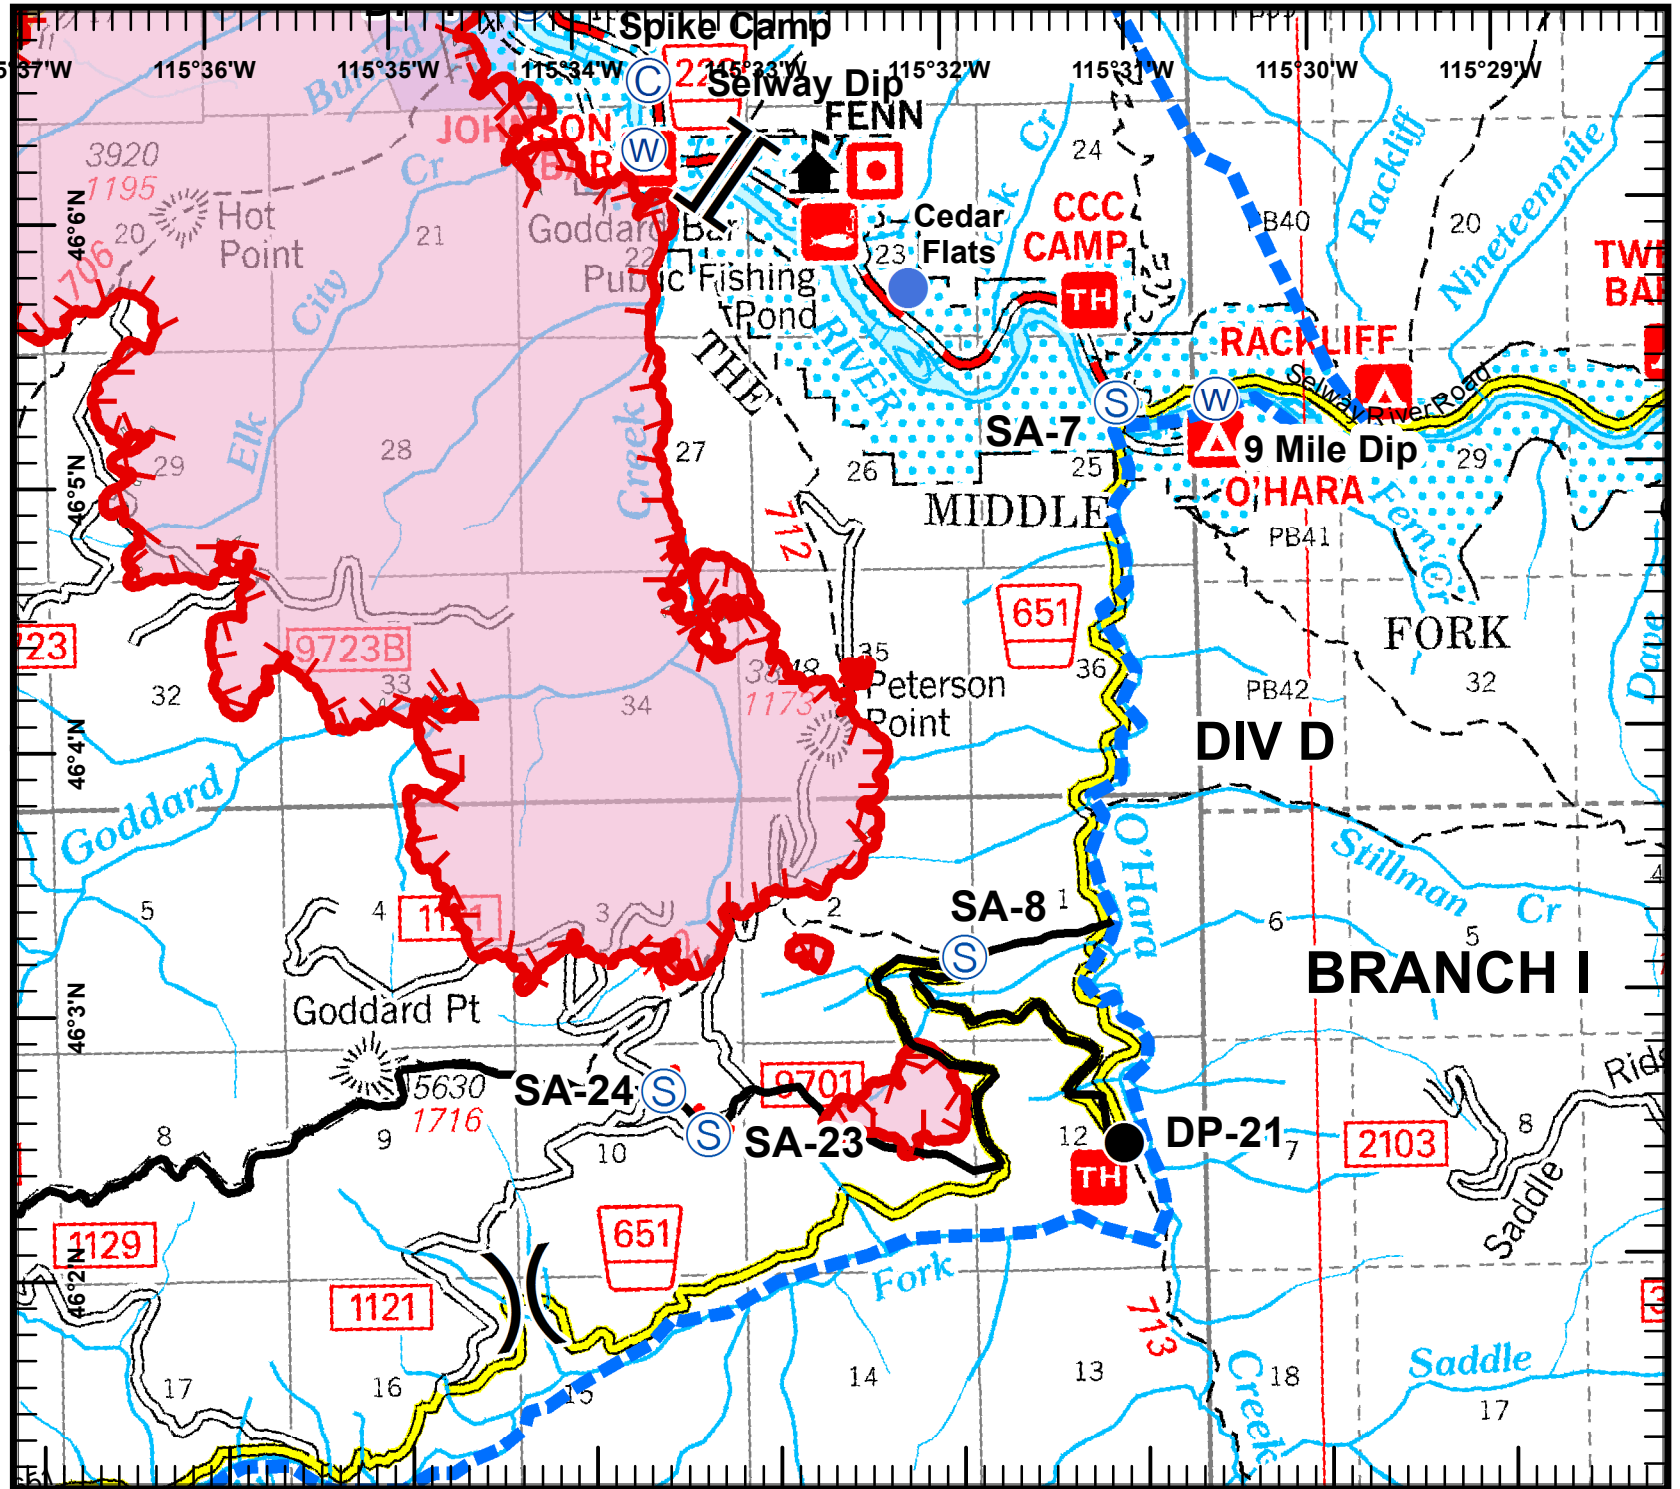 Spike Camp
115°36'W
115°35'W
115°34'W
115°33'W
115°32'W
115°31'W
115°30'W
115°29'W
C
Selway Dip
FENN
JOHNSON
BAR
W
3920
1195
Cr
Cr
24
Rackliff
Nineteenmile
46°6'N
20
Hot
Point
21
Goddard Bar
22
Public Fishing
Pond
23
Cedar
Flats
CCC
CAMP
TH
PB40
20
706
City
Elk
Creek
THE
RIVER
RACKLIFF
Selway River Road
S
W
SA-7
9 Mile Dip
O'HARA
46°5'N
29
28
27
26
25
29
MIDDLE
712
PB41
Fern Cr
FORK
651
9723B
32
33
34
35
36
PB42
32
Dave
1173
Peterson
Point
46°4'N
DIV D
Goddard
O'Hara
Stillman
Cr
5
4
3
2
1
6
5
4
SA-8
S
BRANCH I
46°3'N
Goddard Pt
5630
1716
SA-24
S
S
SA-23
9701
8
9
10
12
DP-21
7
TH
2103
8
Saddle
46°2'N
1129
1121
651
Fork
713
17
16
15
14
13
18
17
Creek
Saddle